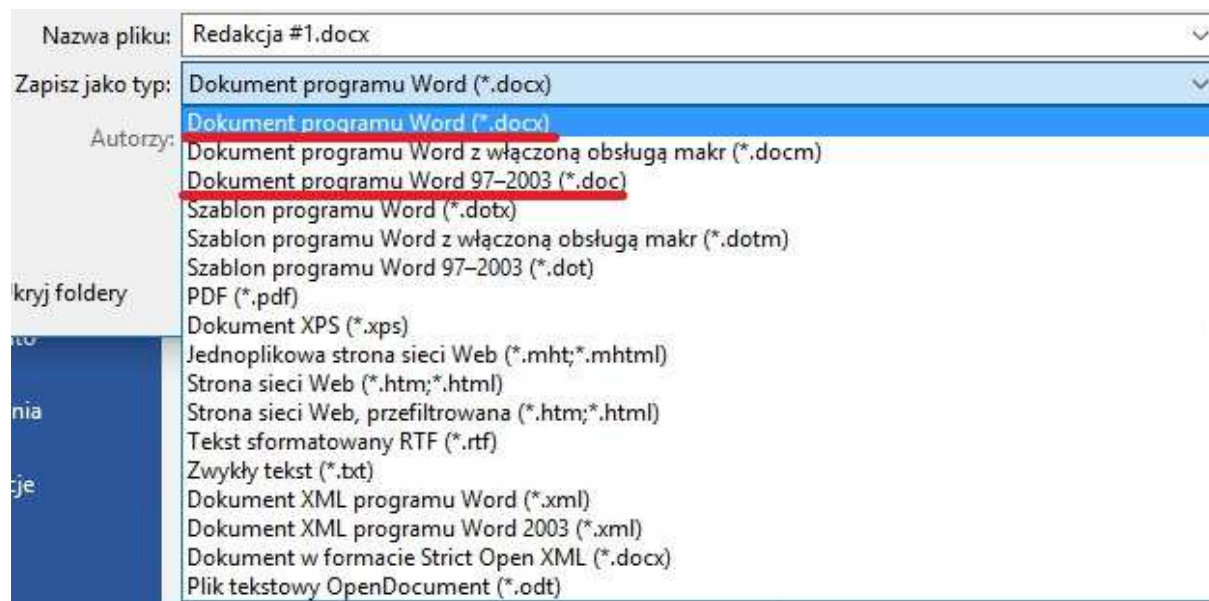 Nazwa pliku: Redakcja #1.docx
Zapisz jako typ: Dokument programu Word (*.docx)
Autorzy:
Dokument programu Word (*.docx)
Dokument programu Word z włączoną obsługą makr (*.docm)
Dokument programu Word 97–2003 (*.doc)
Szablon programu Word (*.dotx)
Szablon programu Word z włączoną obsługą makr (*.dotm)
Szablon programu Word 97–2003 (*.dot)
kryj foldery
PDF (*.pdf)
Dokument XPS (*.xps)
Jednoplikowa strona sieci Web (*.mht;*.mhtml)
Strona sieci Web (*.htm;*.html)
nia
Strona sieci Web, przefiltrowana (*.htm;*.html)
Tekst sformatowany RTF (*.rtf)
Zwykły tekst (*.txt)
cje
Dokument XML programu Word (*.xml)
Dokument XML programu Word 2003 (*.xml)
Dokument w formacie Strict Open XML (*.docx)
Plik tekstowy OpenDocument (*.odt)